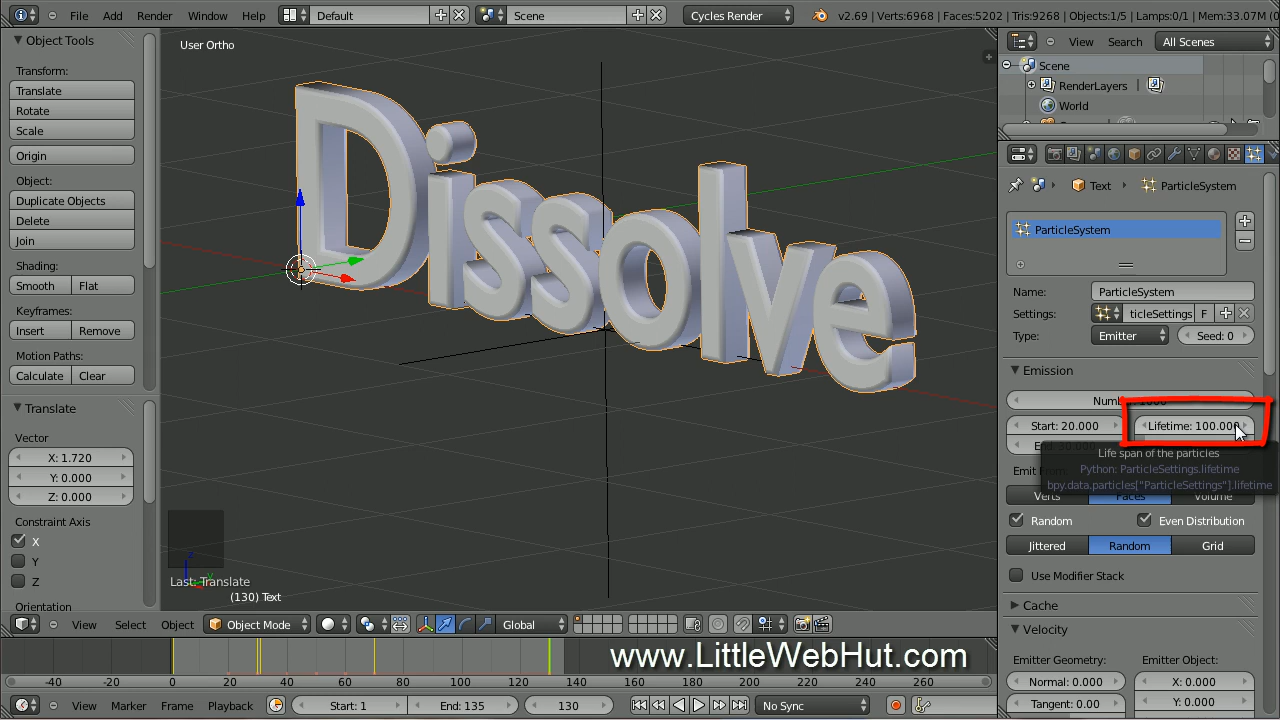 File Render Window Help Default Scene Cycles Render v2.69 | Verts:6968 | Faces:5202 | Tris:9268 | Objects:1/5 | Lamps:0/1 | Mem:33.07M (0
Object Tools
User Ortho
View Search All Scenes
Transform:
Translate
Rotate
Scale
Origin
Object:
Duplicate Objects
Delete
Join
Shading:
Smooth Flat
Keyframes:
Insert Remove
Motion Paths:
Calculate Clear
Translate
Vector
X: 1.720
Y: 0.000
Z: 0.000
Constraint Axis
X
Y
Z
Orientation
Dissolve
Last: Translate
(130) Text
View Select Object Object Mode Global
www.LittleWebHut.com
-40 -20 0 20 40 60 80 100 120 140 160 180 200 220 240 260
View Marker Frame Playback Start: 1 End: 135 130 No Sync
Scene
RenderLayers
World
Text ParticleSystem
ParticleSystem
Name: ParticleSystem
Settings: ticleSettings F
Type: Emitter Seed: 0
Emission
Start: 20.000 Lifetime: 100.000
Life span of the particles
Python: ParticleSettings.lifetime
bpy.data.particles["ParticleSettings"].lifetime
Verts Faces Volume
Random Even Distribution
Jittered Random Grid
Use Modifier Stack
Cache
Velocity
Emitter Geometry: Emitter Object:
Normal: 0.000 X: 0.000
Tangent: 0.00 Y: 0.000